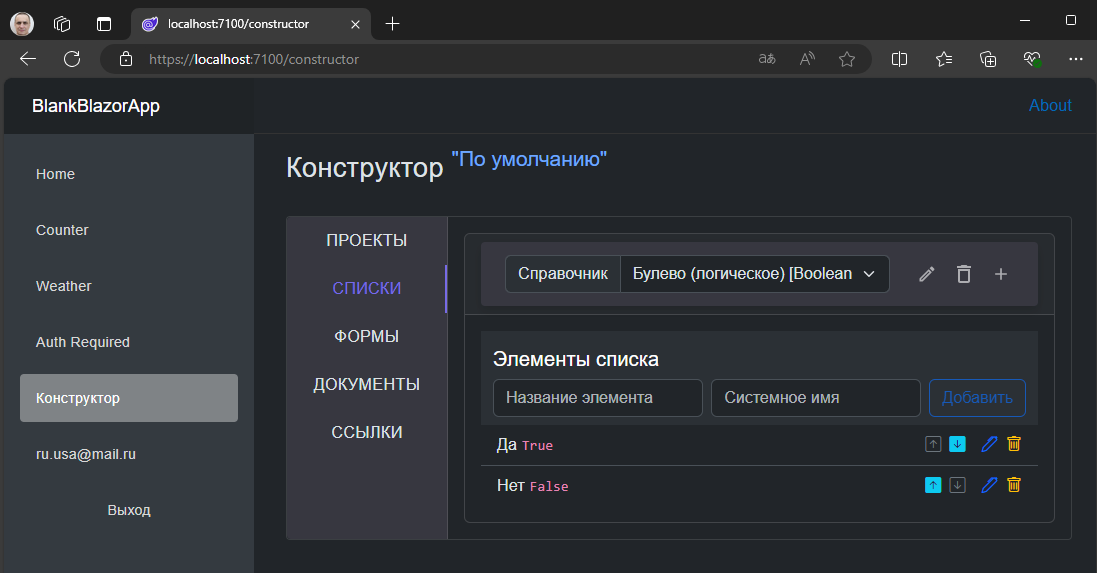 localhost:7100/constructor
https://localhost:7100/constructor
BlankBlazorApp
About
Home
Counter
Weather
Auth Required
Конструктор
ru.usa@mail.ru
Выход
Конструктор "По умолчанию"
ПРОЕКТЫ
СПИСКИ
ФОРМЫ
ДОКУМЕНТЫ
ССЫЛКИ
Справочник Булево (логическое) [Boolean
Элементы списка
Название элемента Системное имя Добавить
Да True
Нет False